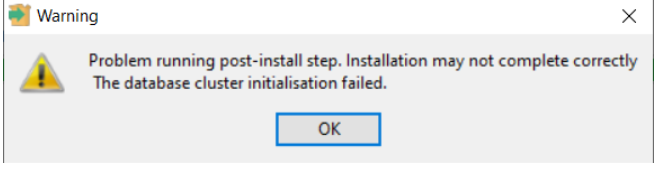 Warning
Problem running post-install step. Installation may not complete correctly
The database cluster initialisation failed.
OK